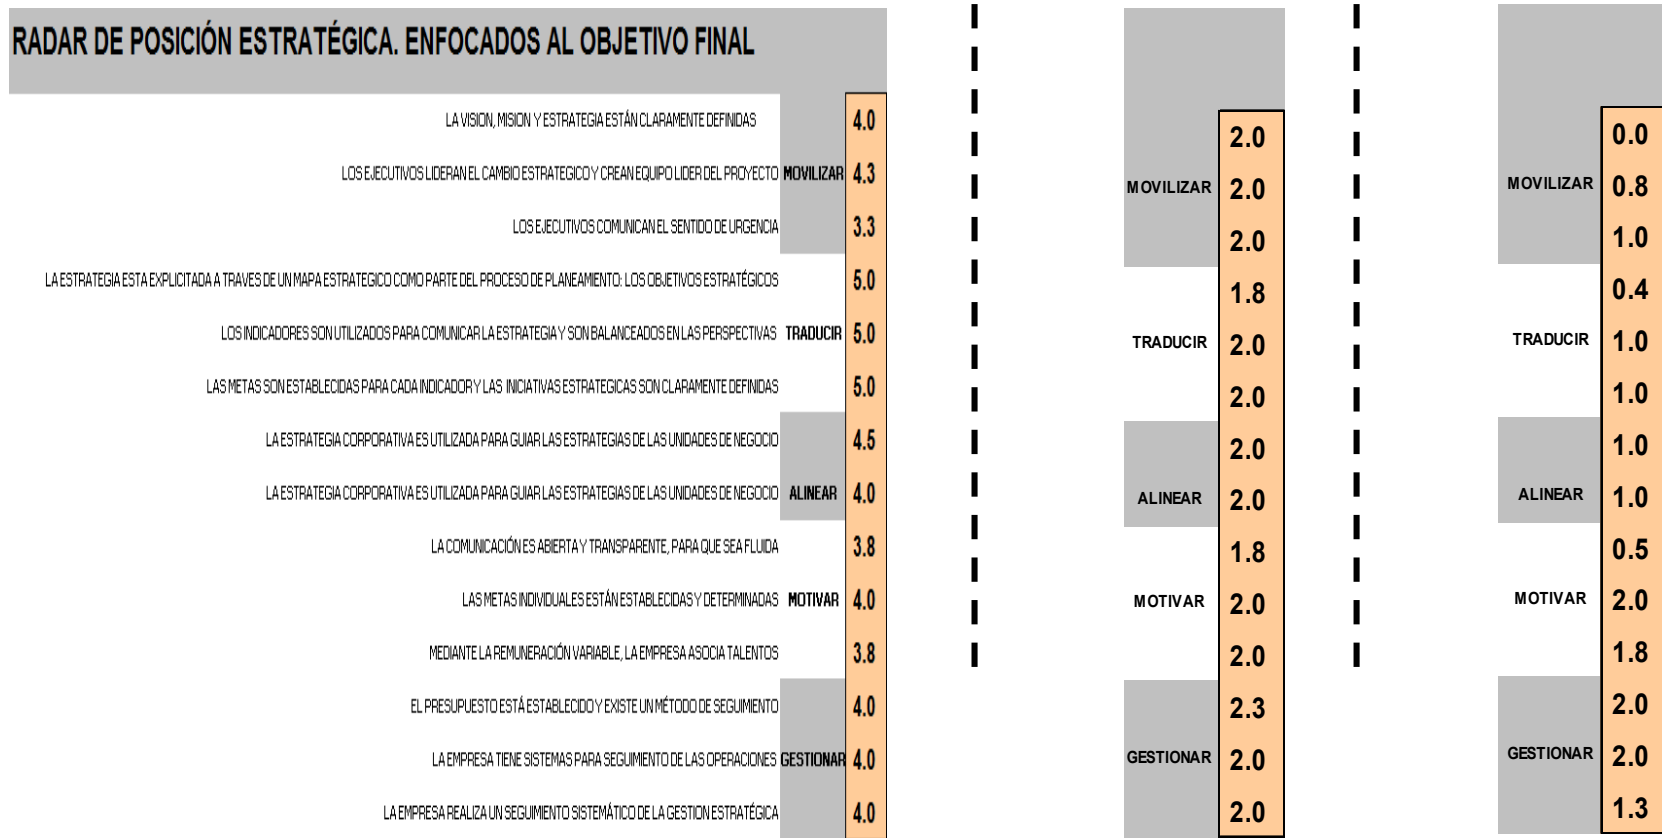 RADAR DE POSICIÓN ESTRATÉGICA. ENFOCADOS AL OBJETIVO FINAL
LA VISION, MISION Y ESTRATEGIA ESTÁN CLARAMENTE DEFINIDAS 4.0
LOS EJECUTIVOS LIDERAN EL CAMBIO ESTRATEGICO Y CREAN EQUIPO LIDER DEL PROYECTO MOVILIZAR 4.3
LOS EJECUTIVOS COMUNICAN EL SENTIDO DE URGENCIA 3.3
LA ESTRATEGIA ESTA EXPLICITADA A TRAVES DE UN MAPA ESTRATEGICO COMO PARTE DEL PROCESO DE PLANEAMIENTO: LOS OBJETIVOS ESTRATÉGICOS 5.0
LOS INDICADORES SON UTILIZADOS PARA COMUNICAR LA ESTRATEGIA Y SON BALANCEADOS EN LAS PERSPECTIVAS TRADUCIR 5.0
LAS METAS SON ESTABLECIDAS PARA CADA INDICADOR Y LAS INICIATIVAS ESTRATEGICAS SON CLARAMENTE DEFINIDAS 5.0
LA ESTRATEGIA CORPORATIVA ES UTILIZADA PARA GUIAR LAS ESTRATEGIAS DE LAS UNIDADES DE NEGOCIO 4.5
LA ESTRATEGIA CORPORATIVA ES UTILIZADA PARA GUIAR LAS ESTRATEGIAS DE LAS UNIDADES DE NEGOCIO ALINEAR 4.0
LA COMUNICACIÓN ES ABIERTA Y TRANSPARENTE, PARA QUE SEA FLUIDA 3.8
LAS METAS INDIVIDUALES ESTÁN ESTABLECIDAS Y DETERMINADAS MOTIVAR 4.0
MEDIANTE LA REMUNERACIÓN VARIABLE, LA EMPRESA ASOCIA TALENTOS 3.8
EL PRESUPUESTO ESTÁ ESTABLECIDO Y EXISTE UN MÉTODO DE SEGUIMIENTO 4.0
LA EMPRESA TIENE SISTEMAS PARA SEGUIMIENTO DE LAS OPERACIONES GESTIONAR 4.0
LA EMPRESA REALIZA UN SEGUIMIENTO SISTEMÁTICO DE LA GESTION ESTRATÉGICA 4.0
2.0
MOVILIZAR 2.0
2.0
1.8
TRADUCIR 2.0
2.0
2.0
ALINEAR 2.0
1.8
MOTIVAR 2.0
2.0
2.3
GESTIONAR 2.0
2.0
0.0
MOVILIZAR 0.8
1.0
0.4
TRADUCIR 1.0
1.0
1.0
ALINEAR 1.0
0.5
MOTIVAR 2.0
1.8
2.0
GESTIONAR 2.0
1.3